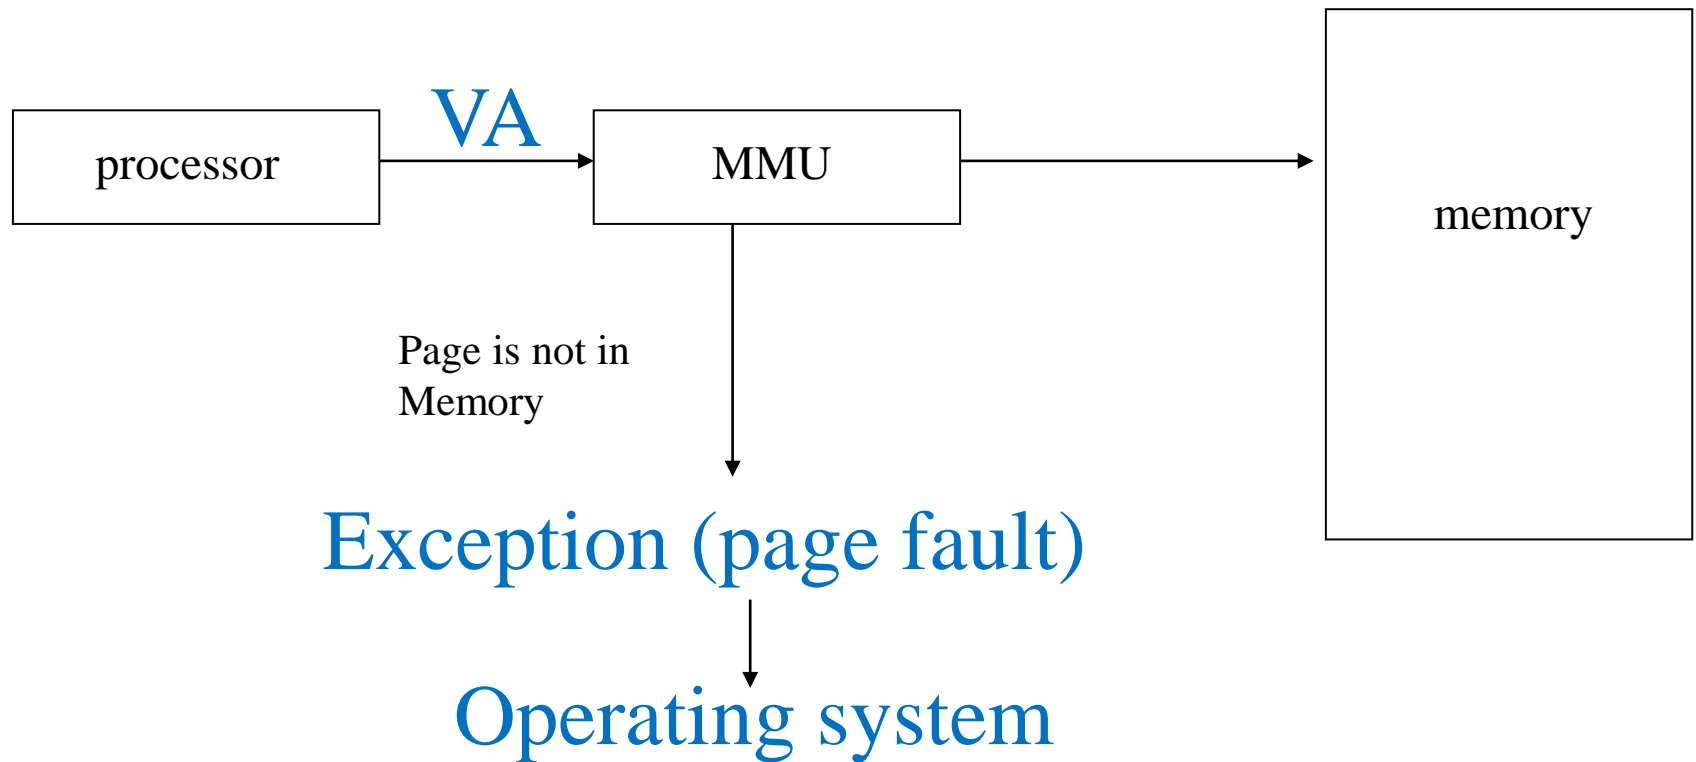 VA
processor
MMU
memory
Page is not in
Memory
Exception (page fault)
Operating system